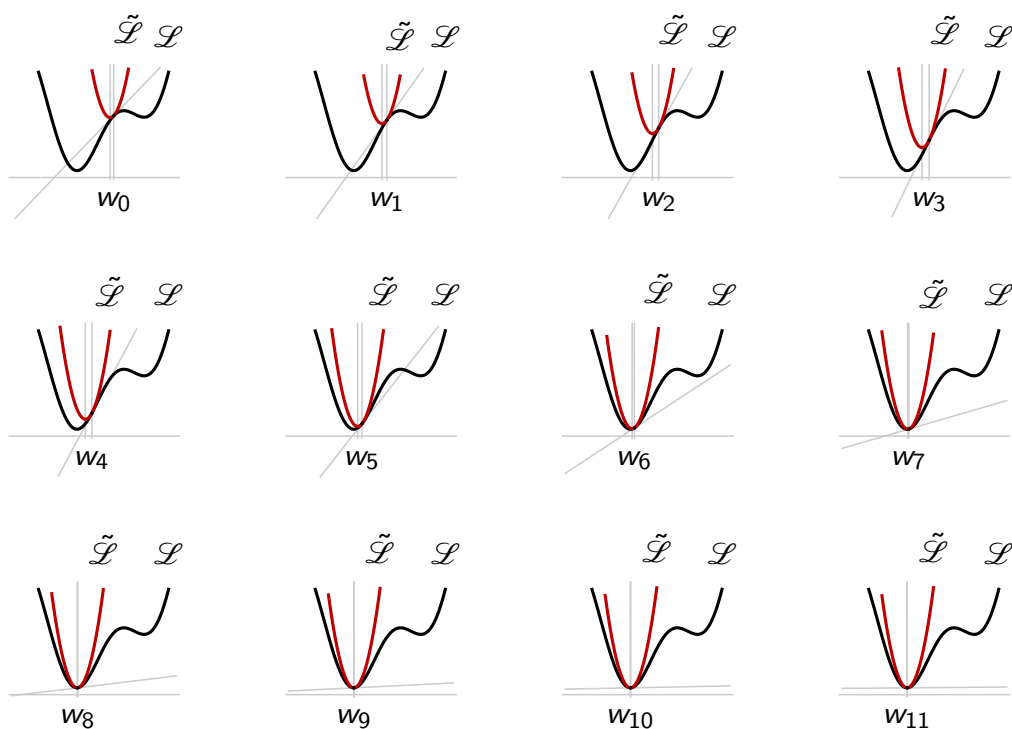 ℒ̃ ℒ ℒ̃ ℒ ℒ̃ ℒ ℒ̃ ℒ
w₀ w₁ w₂ w₃
ℒ̃ ℒ ℒ̃ ℒ ℒ̃ ℒ ℒ̃ ℒ
w₄ w₅ w₆ w₇
ℒ̃ ℒ ℒ̃ ℒ ℒ̃ ℒ ℒ̃ ℒ
w₈ w₉ w₁₀ w₁₁